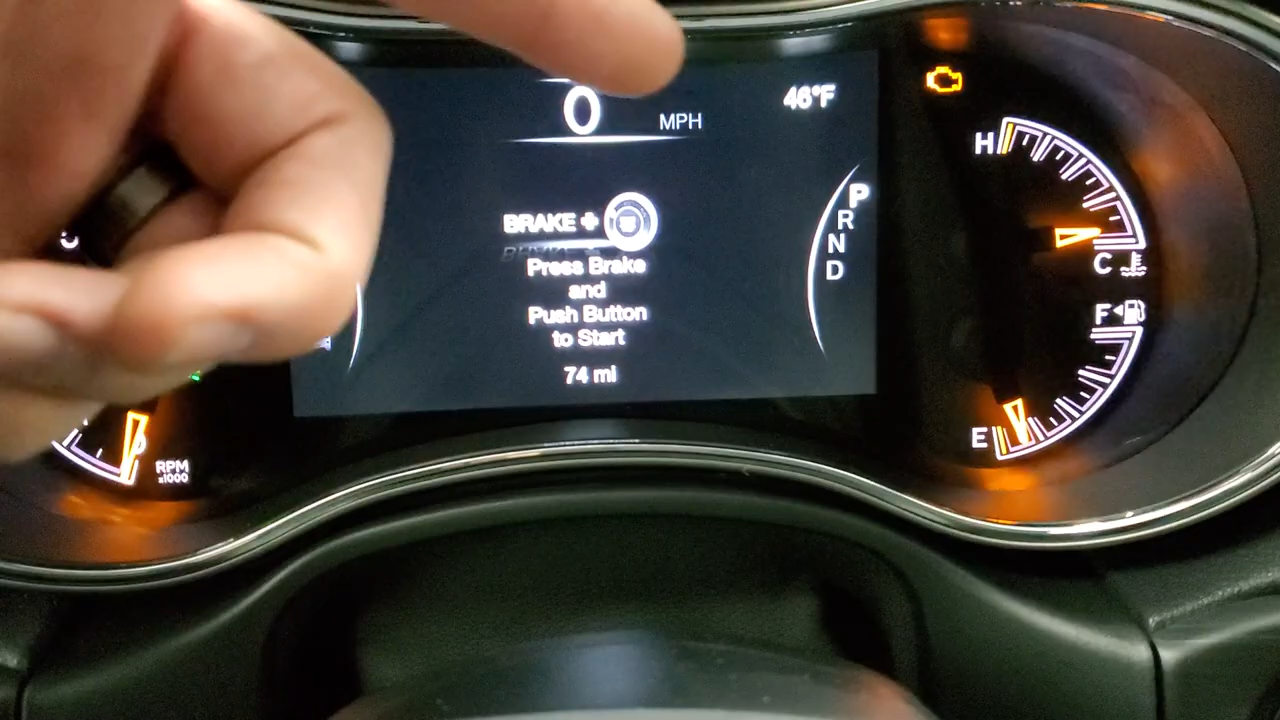 0 MPH
46°F
BRAKE +
Press Brake
and
Push Button
to Start
74 mi
P
R
N
D
H
C
F
E
RPM
x1000